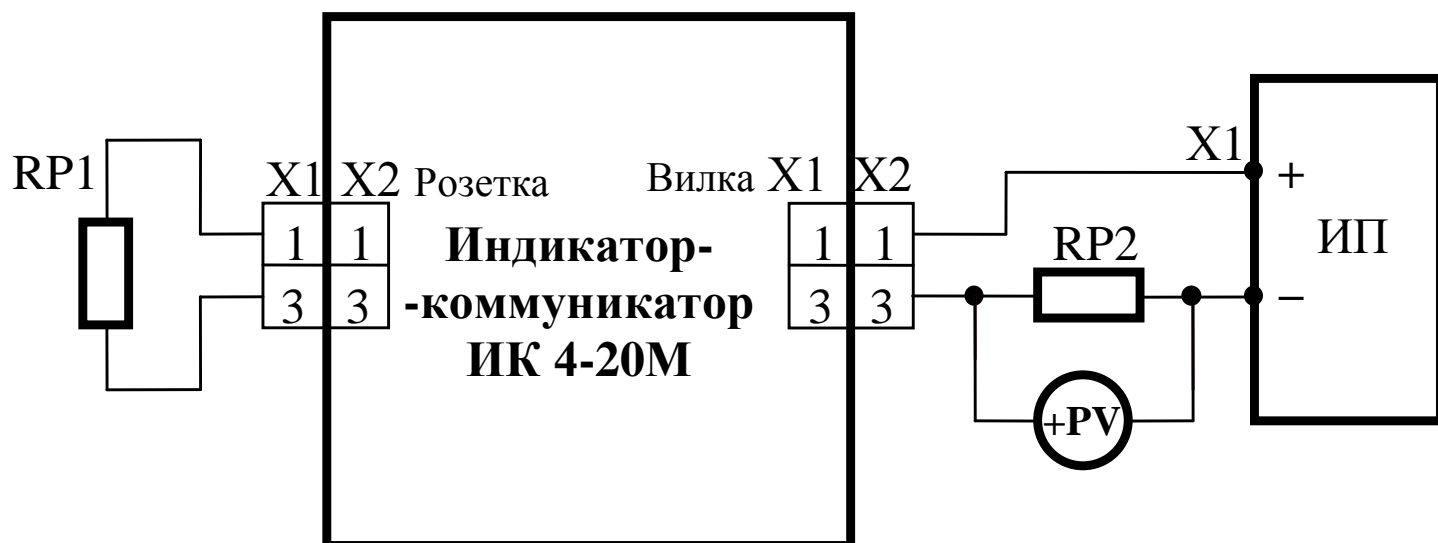 RP1
X1 X2 Розетка
Вилка X1 X2
1 1
3 3
Индикатор-
-коммуникатор
ИК 4-20М
1 1
3 3
X1
+
ИП
RP2
−
+PV